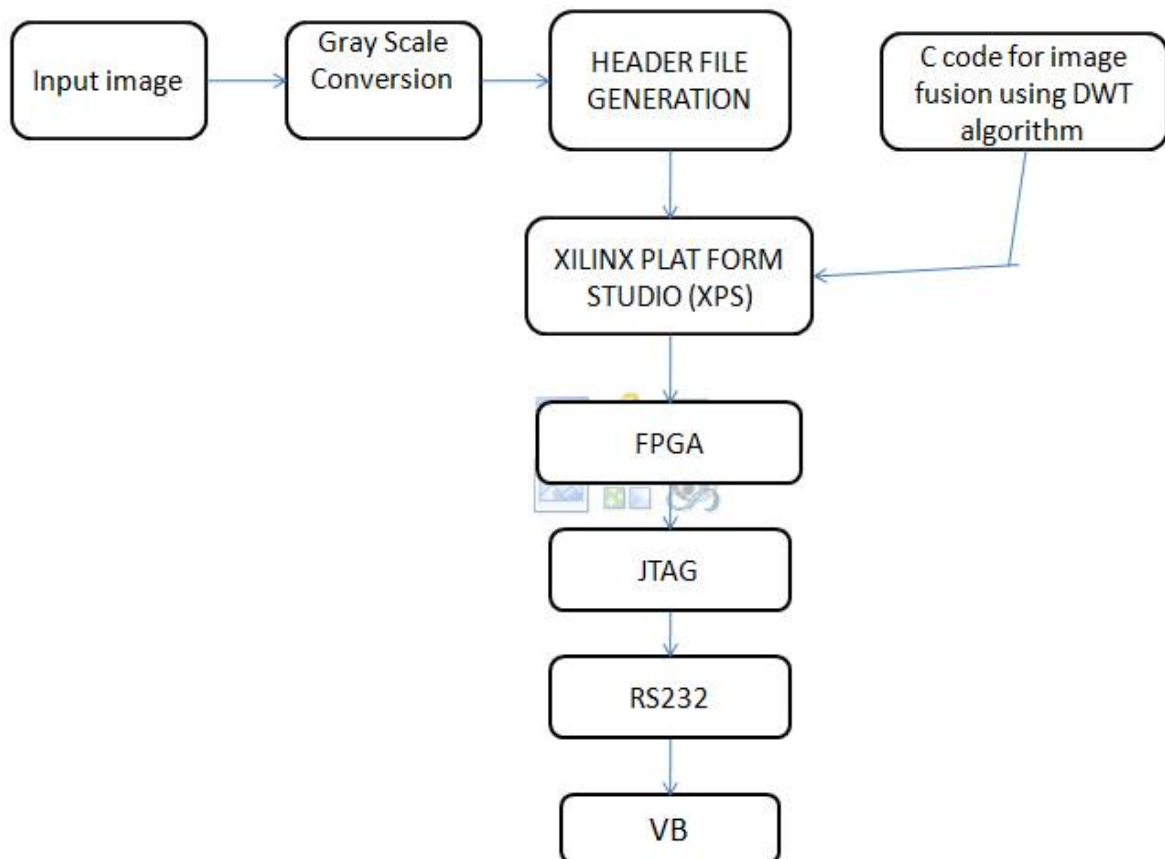 Input image
Gray Scale
Conversion
HEADER FILE
GENERATION
C code for image
fusion using DWT
algorithm
XILINX PLAT FORM
STUDIO (XPS)
FPGA
JTAG
RS232
VB